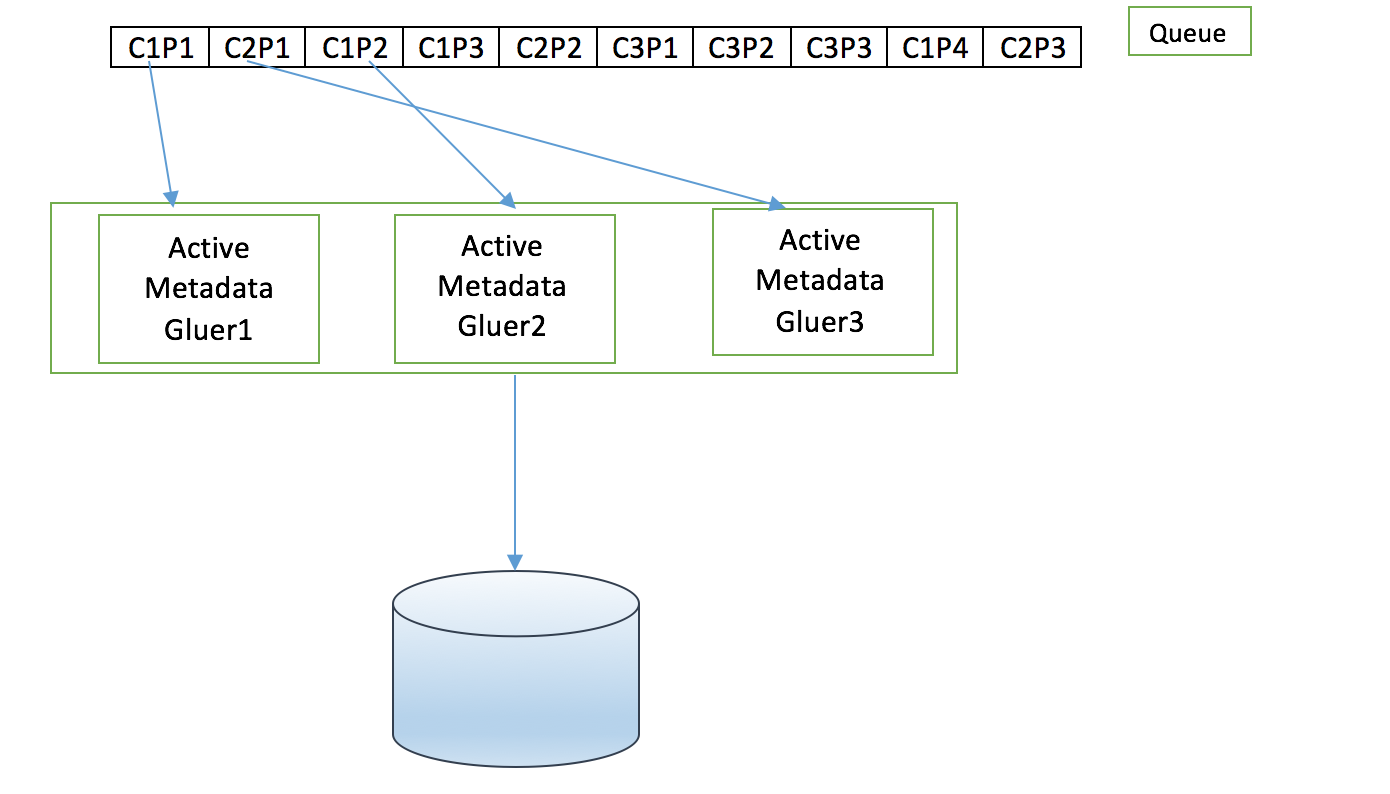 C1P1 C2P1 C1P2 C1P3 C2P2 C3P1 C3P2 C3P3 C1P4 C2P3
Queue
Active
Metadata
Gluer1
Active
Metadata
Gluer2
Active
Metadata
Gluer3